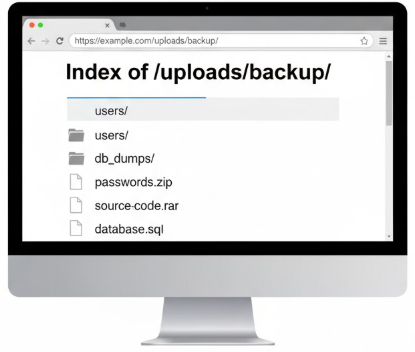 https://example.com/uploads/backup/
Index of /uploads/backup/
users/
users/
db_dumps/
passwords.zip
source-code.rar
database.sql